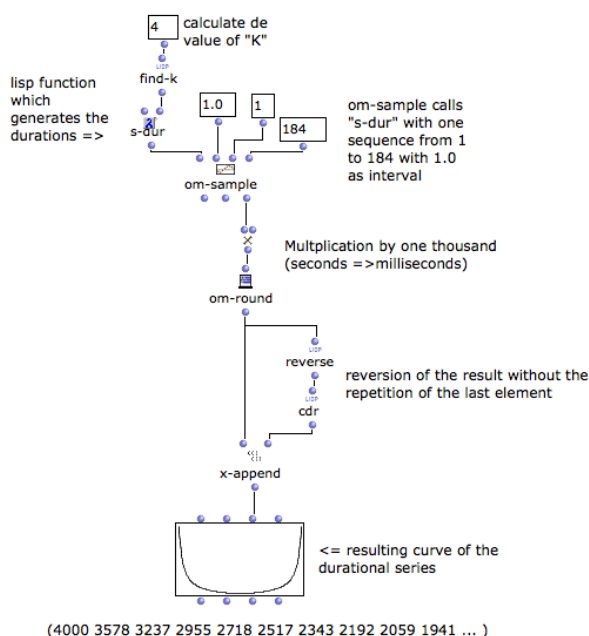 4
calculate de
value of "K"
LISP
find-k
lisp function
which
generates the
durations =>
s-dur
1.0
1
184
om-sample calls
"s-dur" with one
sequence from 1
to 184 with 1.0
as interval
om-sample
Multplication by one thousand
(seconds =>milliseconds)
om-round
LISP
reverse
reversion of the result without the
repetition of the last element
LISP
cdr
x-append
<= resulting curve of the
durational series
(4000 3578 3237 2955 2718 2517 2343 2192 2059 1941 ... )